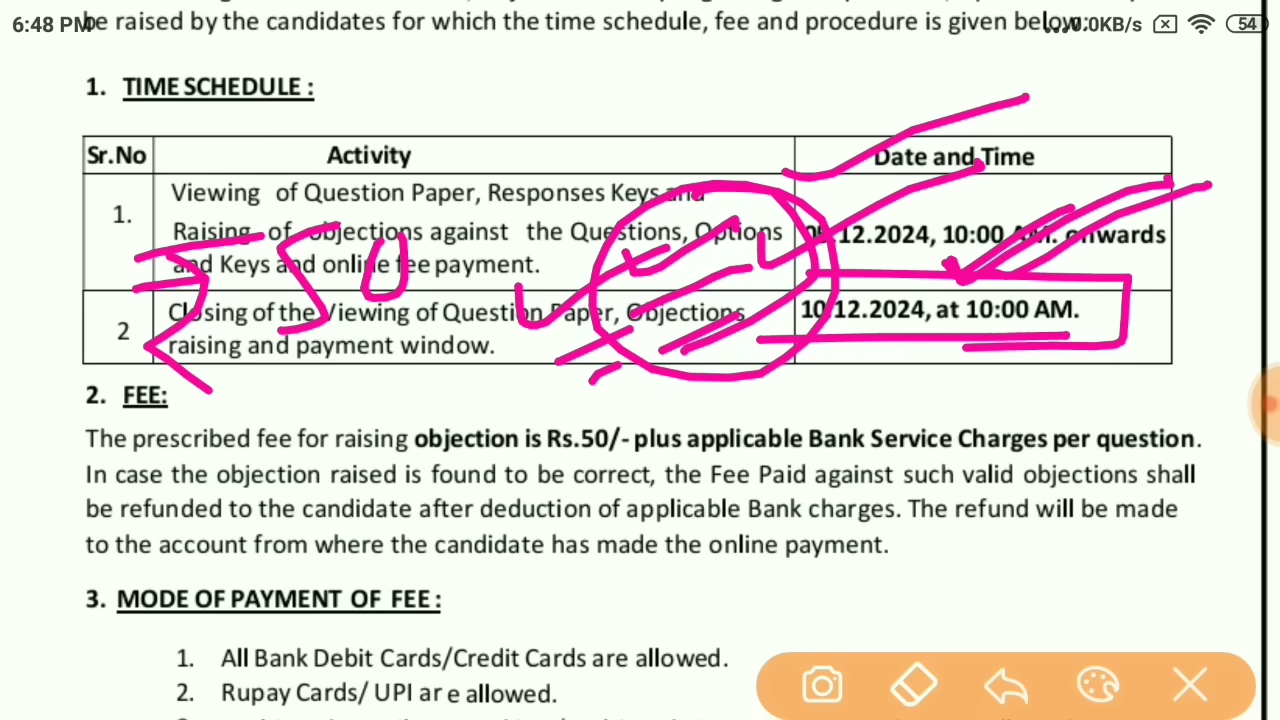 be raised by the candidates for which the time schedule, fee and procedure is given below:
6:48 PM
0.0KB/s
54
1. TIME SCHEDULE :
Sr.No Activity Date and Time
1.
Viewing of Question Paper, Responses Keys and
Raising of objections against the Questions, Options
and Keys and online fee payment.
.12.2024, 10:00 A.M. onwards
2
Closing of the Viewing of Question Paper, Objections
raising and payment window.
10.12.2024, at 10:00 AM.
₹50
2. FEE:
The prescribed fee for raising objection is Rs.50/- plus applicable Bank Service Charges per question.
In case the objection raised is found to be correct, the Fee Paid against such valid objections shall
be refunded to the candidate after deduction of applicable Bank charges. The refund will be made
to the account from where the candidate has made the online payment.
3. MODE OF PAYMENT OF FEE :
1. All Bank Debit Cards/Credit Cards are allowed.
2. Rupay Cards/ UPI are allowed.